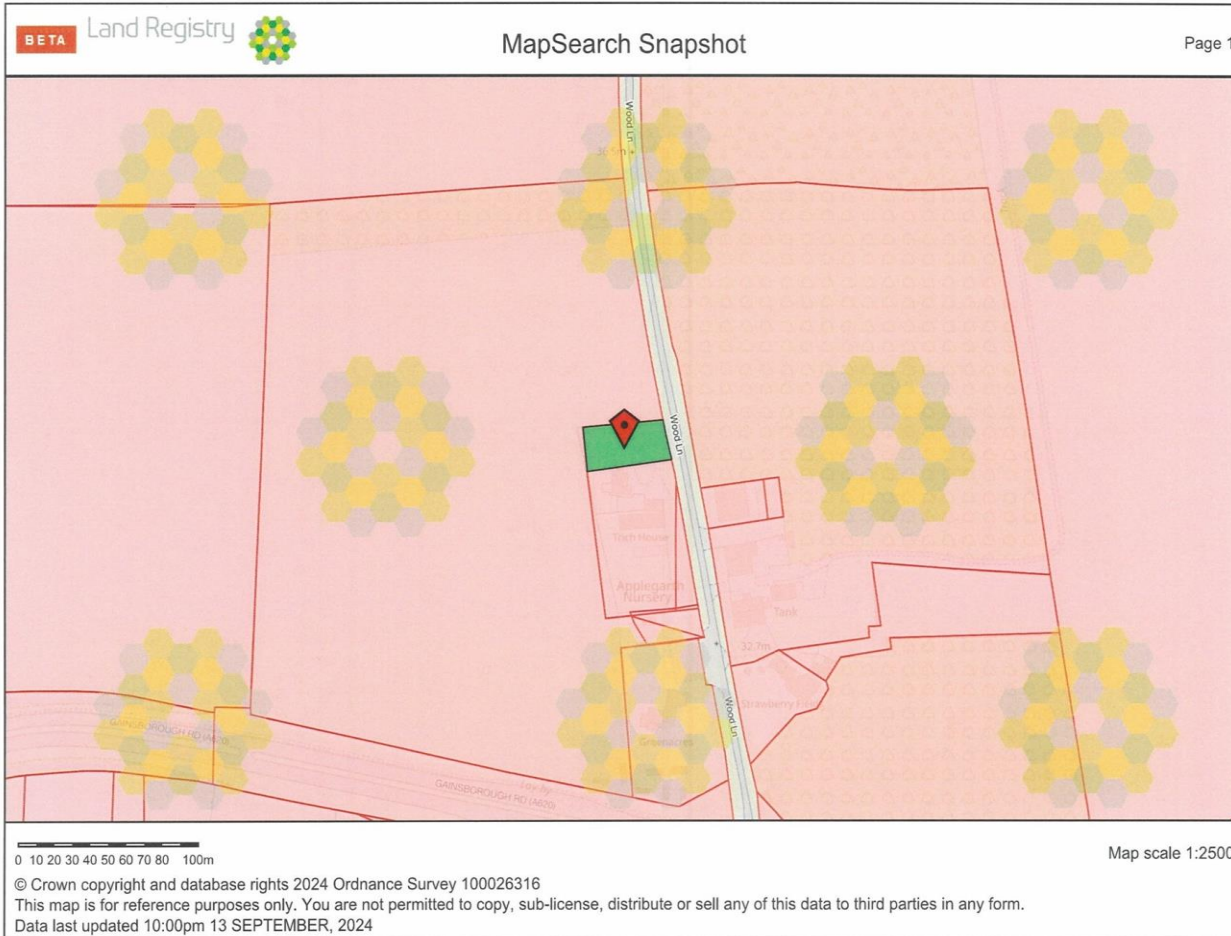 BETA Land Registry
MapSearch Snapshot
Page 1
Wood Ln
Wood Ln
Toch House
Applegarth
Nursery
Tank
32.7m
Wood Ln
Greenacres
GAINSBOROUGH RD (A620)
Lay-by
GAINSBOROUGH RD (A620)
0 10 20 30 40 50 60 70 80 100m
Map scale 1:2500
© Crown copyright and database rights 2024 Ordnance Survey 100026316
This map is for reference purposes only. You are not permitted to copy, sub-license, distribute or sell any of this data to third parties in any form.
Data last updated 10:00pm 13 SEPTEMBER, 2024